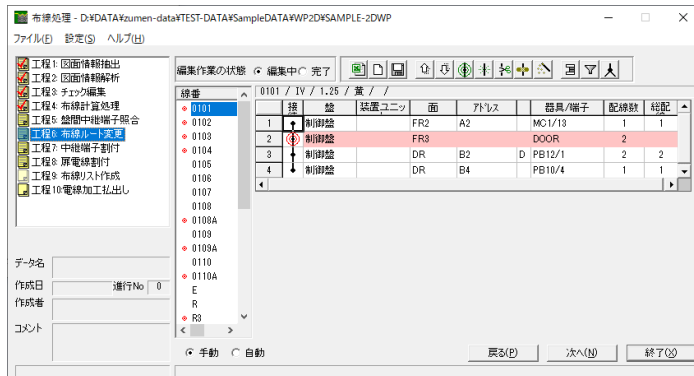 布線処理 - D:¥DATA¥zumen-data¥TEST-DATA¥SampleDATA¥WP2D¥SAMPLE-2DWP
ファイル(F) 設定(S) ヘルプ(H)
工程1: 図面情報抽出
工程2: 図面情報解析
工程3: チェック編集
工程4: 布線計算処理
工程5: 盤間中継端子照合
工程6: 布線ルート変更
工程7: 中継端子割付
工程8: 扉電線割付
工程9: 布線リスト作成
工程10:電線加工払出し
データ名
作成日 進行No 0
作成者
コメント
編集作業の状態 編集中 完了
線番
0101
0102
0103
0104
0105
0106
0107
0108
0108A
0109
0109A
0110
0110A
E
R
R3
手動 自動
0101 / IV / 1.25 / 黄 / /
接 盤 装置ユニッ 面 アドレス 器具/端子 配線数 総配
1 制御盤 FR2 A2 MC1/13 1 1
2 制御盤 FR3 DOOR 2
3 制御盤 DR B2 D PB12/1 2 2
4 制御盤 DR B4 PB10/4 1 1
戻る(P) 次へ(N) 終了(X)